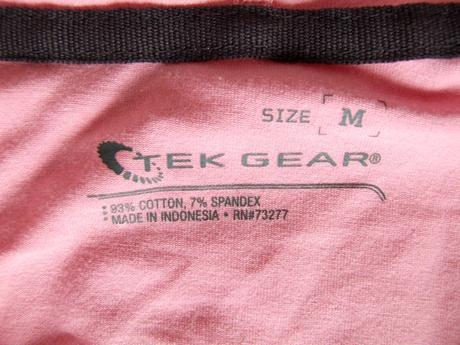 SIZE M
TEK GEAR®
93% COTTON, 7% SPANDEX
MADE IN INDONESIA • RN#73277